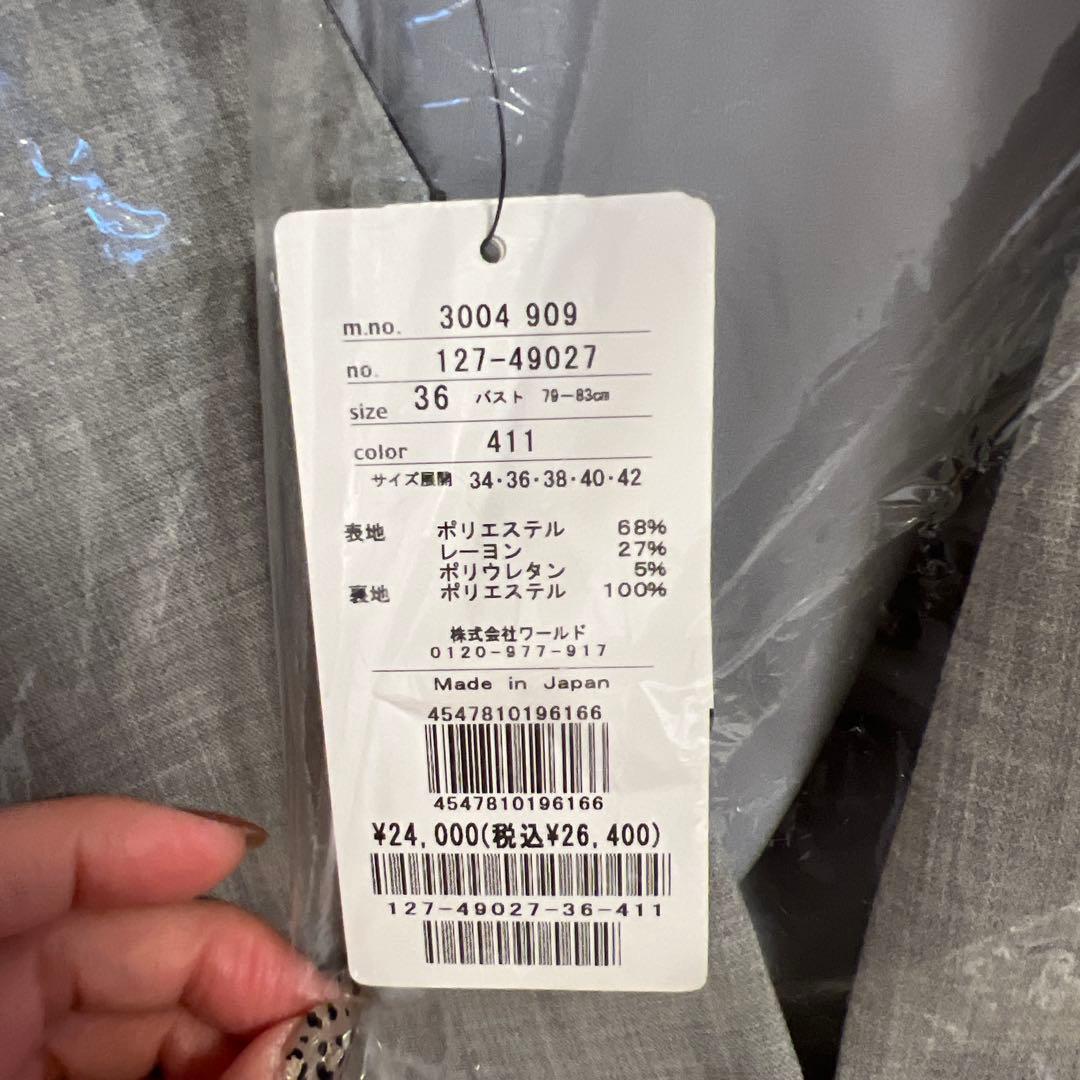 m.no. 3004 909
no. 127-49027
size 36 バスト 79-83㎝
color 411
サイズ展開 34・36・38・40・42
表地 ポリエステル 68%
レーヨン 27%
ポリウレタン 5%
裏地 ポリエステル 100%
株式会社ワールド
0120-977-917
Made in Japan
4547810196166
4547810196166
¥24,000(税込¥26,400)
127-49027-36-411